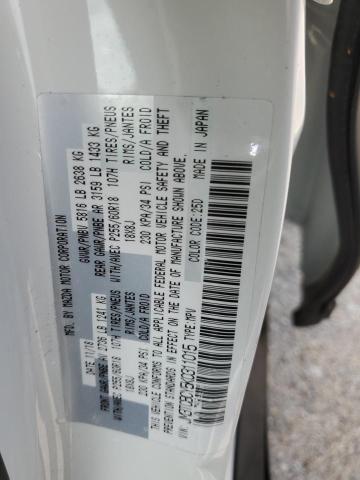 MFD. BY MAZDA MOTOR CORPORATION
DATE: 11/18 GVWR/PNBV 5816 LB 2638 KG
FRONT GAWR/PNBE AV 2736 LB 1241 KG REAR GAWR/PNBE AR 3159 LB 1433 KG
WITH/AVEC P255/60R18 107H TIRES/PNEUS WITH/AVEC P255/60R18 107H TIRES/PNEUS
18X8J RIMS/JANTES 18X8J RIMS/JANTES
230 KPA/34 PSI COLD/A FROID 230 KPA/34 PSI COLD/A FROID
THIS VEHICLE CONFORMS TO ALL APPLICABLE FEDERAL MOTOR VEHICLE SAFETY AND THEFT
PREVENTION STANDARDS IN EFFECT ON THE DATE OF MANUFACTURE SHOWN ABOVE.
MADE IN JAPAN
VIN: TYPE: MPV COLOR CODE: 25D